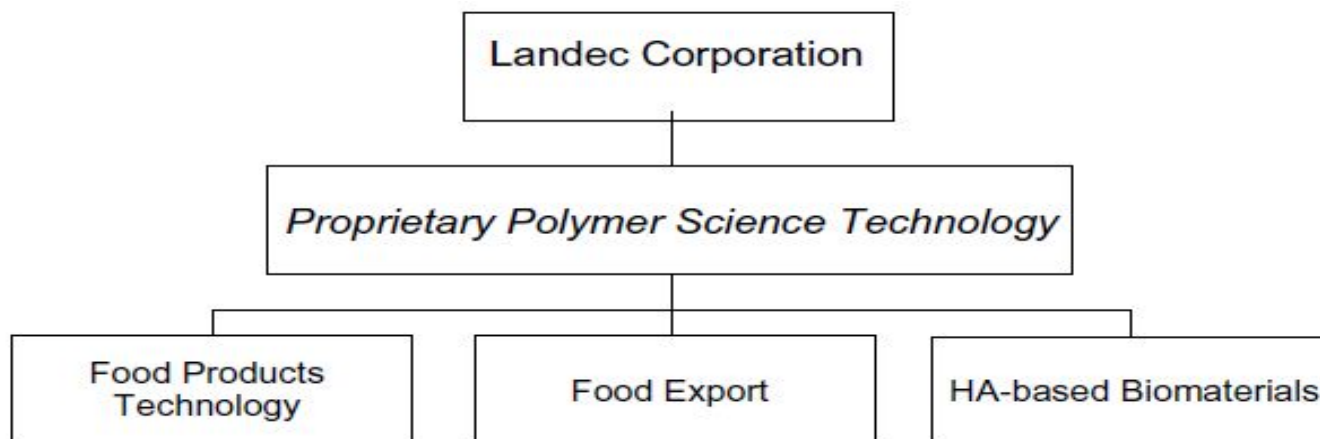 Landec Corporation
Proprietary Polymer Science Technology
Food Products
Technology
Food Export
HA-based Biomaterials